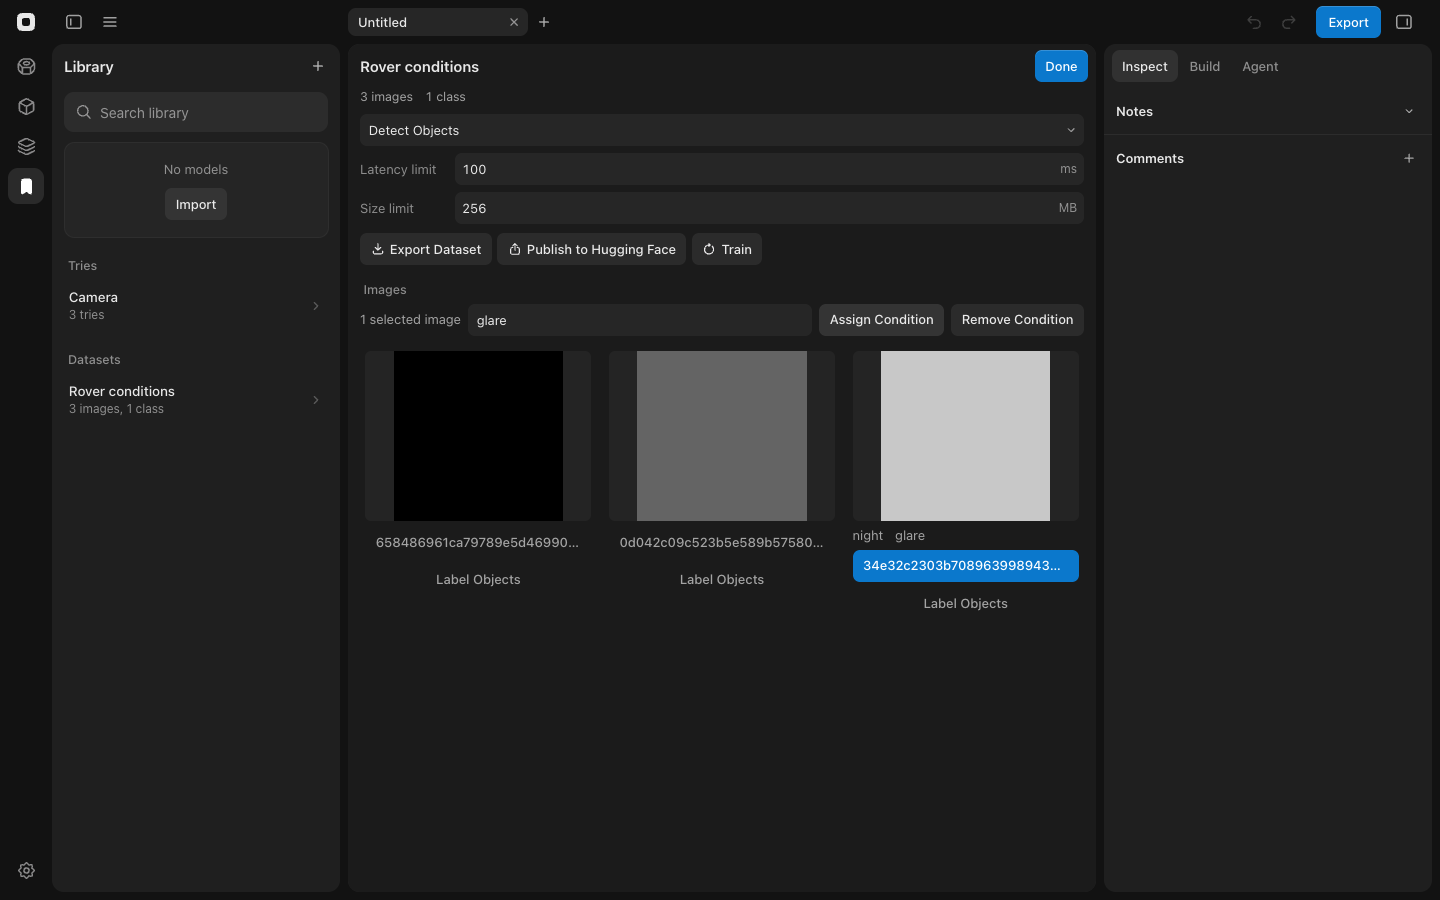 Untitled
Export
Library
Search library
No models
Import
Tries
Camera
3 tries
Datasets
Rover conditions
3 images, 1 class
Rover conditions
Done
3 images 1 class
Detect Objects
Latency limit 100 ms
Size limit 256 MB
Export Dataset Publish to Hugging Face Train
Images
1 selected image glare Assign Condition Remove Condition
night glare
658486961ca79789e5d46990... 0d042c09c523b5e589b57580... 34e32c2303b708963998943...
Label Objects Label Objects Label Objects
Inspect Build Agent
Notes
Comments